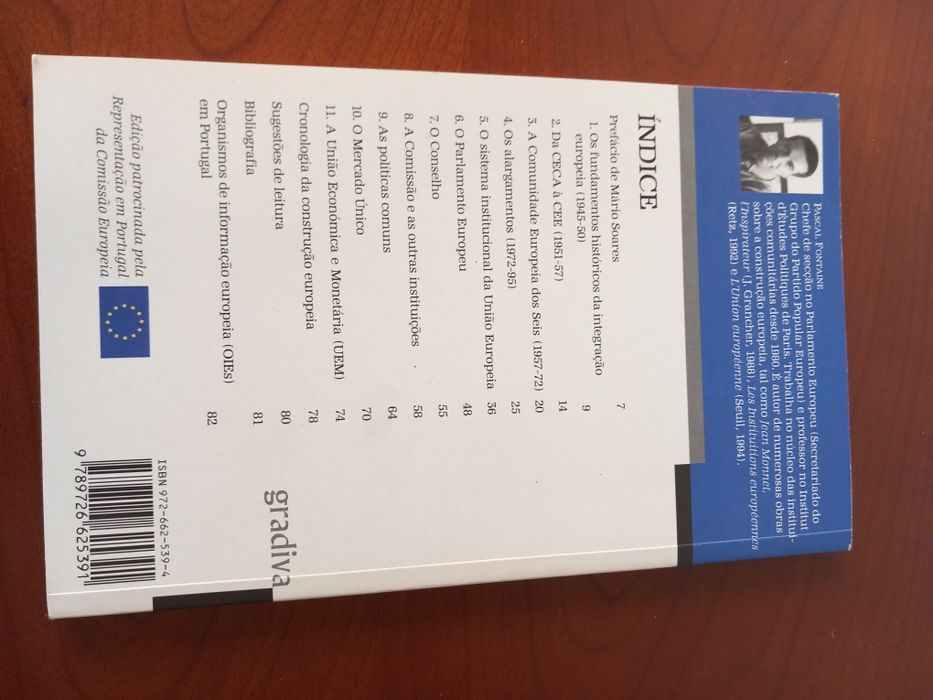 PASCAL FONTAINE
Chefe de secção no Parlamento Europeu (Secretariado do
Grupo do Partido Popular Europeu) e professor no Institut
d'Études Politiques de Paris. Trabalha no núcleo das institui-
ções comunitárias desde 1980. É autor de numerosas obras
sobre a construção europeia, tal como Jean Monnet,
l'Inspirateur (J. Grancher, 1988), Les Instituitions européennes
(Retz, 1992) e L'Union européenne (Seuil, 1994).
ÍNDICE
Prefácio de Mário Soares 7
1. Os fundamentos históricos da integração
europeia (1945-50) 9
2. Da CECA à CEE (1951-57) 14
3. A Comunidade Europeia dos Seis (1957-72) 20
4. Os alargamentos (1972-95) 25
5. O sistema institucional da União Europeia 36
6. O Parlamento Europeu 48
7. O Conselho 55
8. A Comissão e as outras instituições 58
9. As políticas comuns 64
10. O Mercado Único 70
11. A União Económica e Monetária (UEM) 74
Cronologia da construção europeia 78
Sugestões de leitura 80
Bibliografia 81
Organismos de informação europeia (OIEs)
em Portugal 82
gradiva
Edição patrocinada pela
Representação em Portugal
da Comissão Europeia
ISBN 972-662-539-4
9 789726 625391